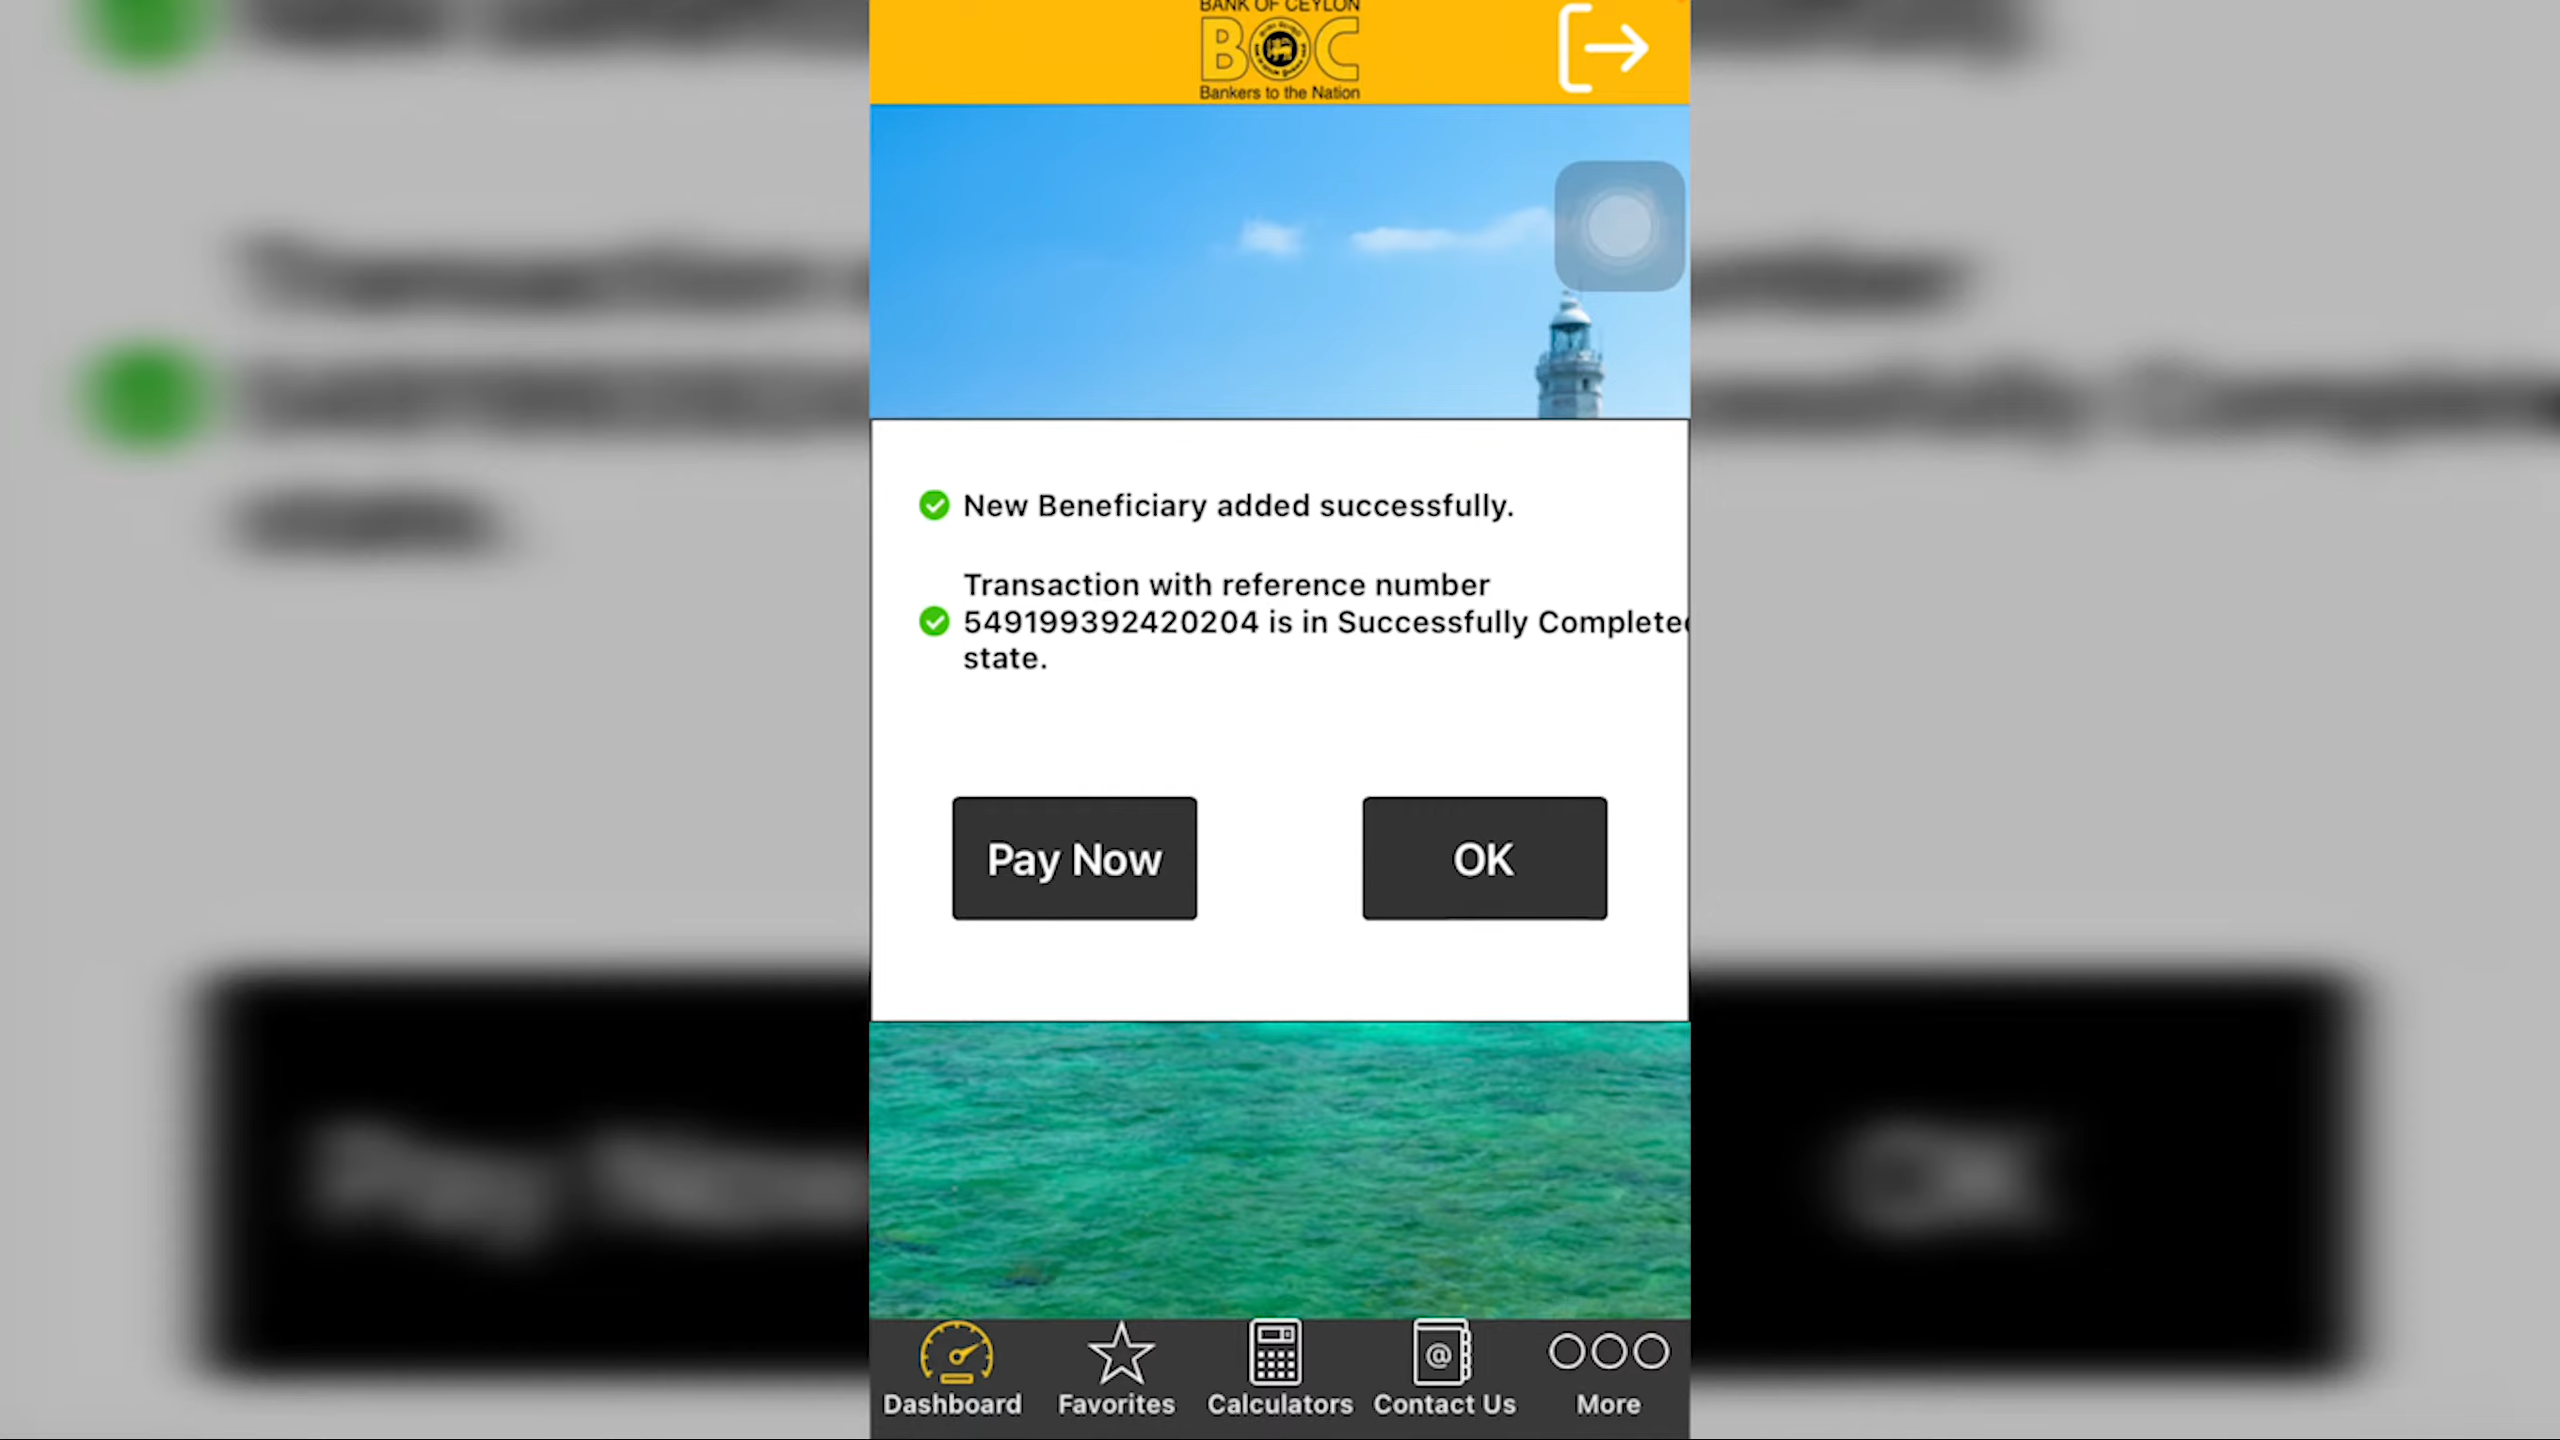 BANK OF CEYLON
BOC
Bankers to the Nation
New Beneficiary added successfully.
Transaction with reference number
549199392420204 is in Successfully Completed
state.
Pay Now
OK
Dashboard
Favorites
Calculators
Contact Us
More